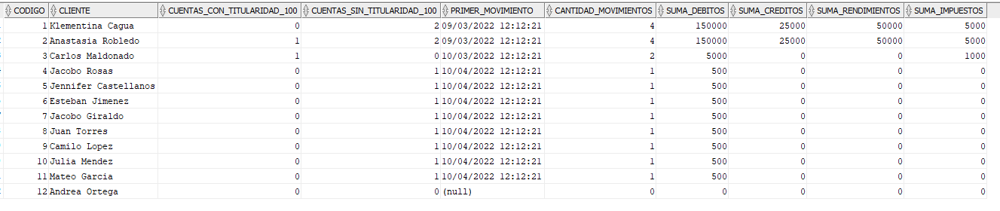 CODIGO CLIENTE CUENTAS_CON_TITULARIDAD_100 CUENTAS_SIN_TITULARIDAD_100 PRIMER_MOVIMIENTO CANTIDAD_MOVIMIENTOS SUMA_DEBITOS SUMA_CREDITOS SUMA_RENDIMIENTOS SUMA_IMPUESTOS
1 Klementina Cagua 0 2 09/03/2022 12:12:21 4 150000 25000 50000 5000
2 Anastasia Robledo 1 2 09/03/2022 12:12:21 4 150000 25000 50000 5000
3 Carlos Maldonado 1 0 10/03/2022 12:12:21 2 5000 0 0 1000
4 Jacobo Rosas 0 1 10/04/2022 12:12:21 1 500 0 0 0
5 Jennifer Castellanos 0 1 10/04/2022 12:12:21 1 500 0 0 0
6 Esteban Jimenez 0 1 10/04/2022 12:12:21 1 500 0 0 0
7 Jacobo Giraldo 0 1 10/04/2022 12:12:21 1 500 0 0 0
8 Juan Torres 0 1 10/04/2022 12:12:21 1 500 0 0 0
9 Camilo Lopez 0 1 10/04/2022 12:12:21 1 500 0 0 0
10 Julia Mendez 0 1 10/04/2022 12:12:21 1 500 0 0 0
11 Mateo Garcia 0 1 10/04/2022 12:12:21 1 500 0 0 0
12 Andrea Ortega 0 0 (null) 0 0 0 0 0